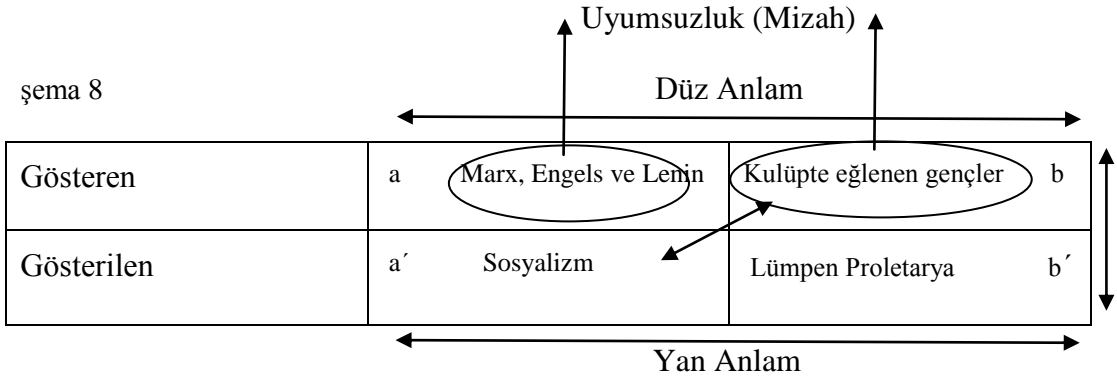 Uyumsuzluk (Mizah)
şema 8
Düz Anlam
Gösteren a Marx, Engels ve Lenin Kulüpte eğlenen gençler b
Gösterilen a´ Sosyalizm Lümpen Proletarya b´
Yan Anlam